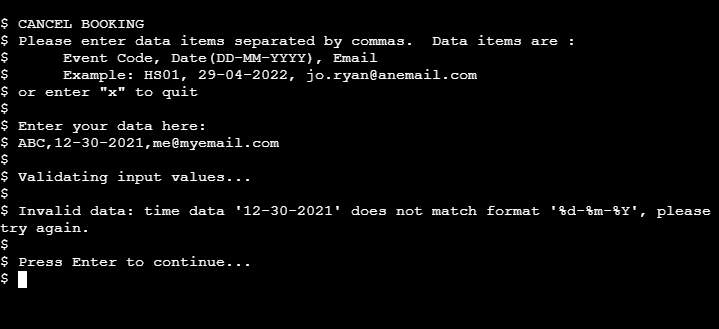 $ CANCEL BOOKING
$ Please enter data items separated by commas.  Data items are :
$      Event Code, Date(DD-MM-YYYY), Email
$      Example: HS01, 29-04-2022, jo.ryan@anemail.com
$ or enter "x" to quit
$
$ Enter your data here:
$ ABC,12-30-2021,me@myemail.com
$
$ Validating input values...
$
$ Invalid data: time data '12-30-2021' does not match format '%d-%m-%Y', please
try again.
$
$ Press Enter to continue...
$